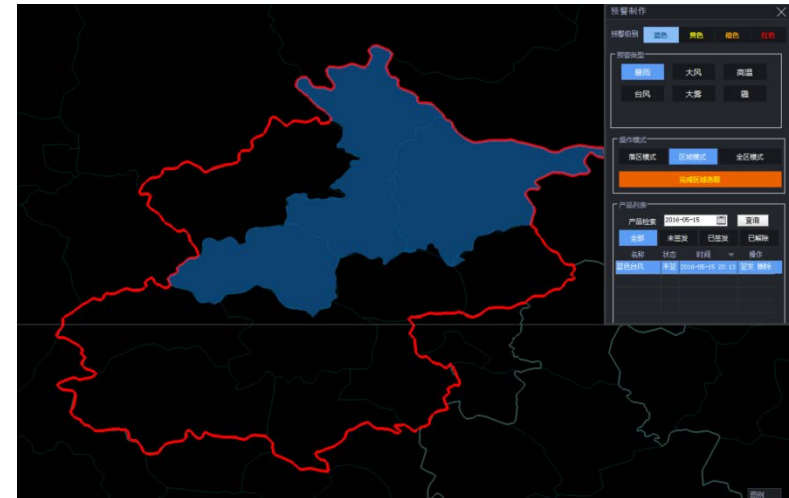 预警制作
预警级别 蓝色 黄色 橙色 红色
预警类型
暴雨 大风 高温
台风 大雾 霾
操作模式
落区模式 区域模式 全区模式
完成区域选取
产品列表
产品检索 2016-05-15 查询
全部 未签发 已签发 已解除
名称 状态 时间 操作
蓝色台风 未签 2016-05-15 20:13 签发 删除
图例